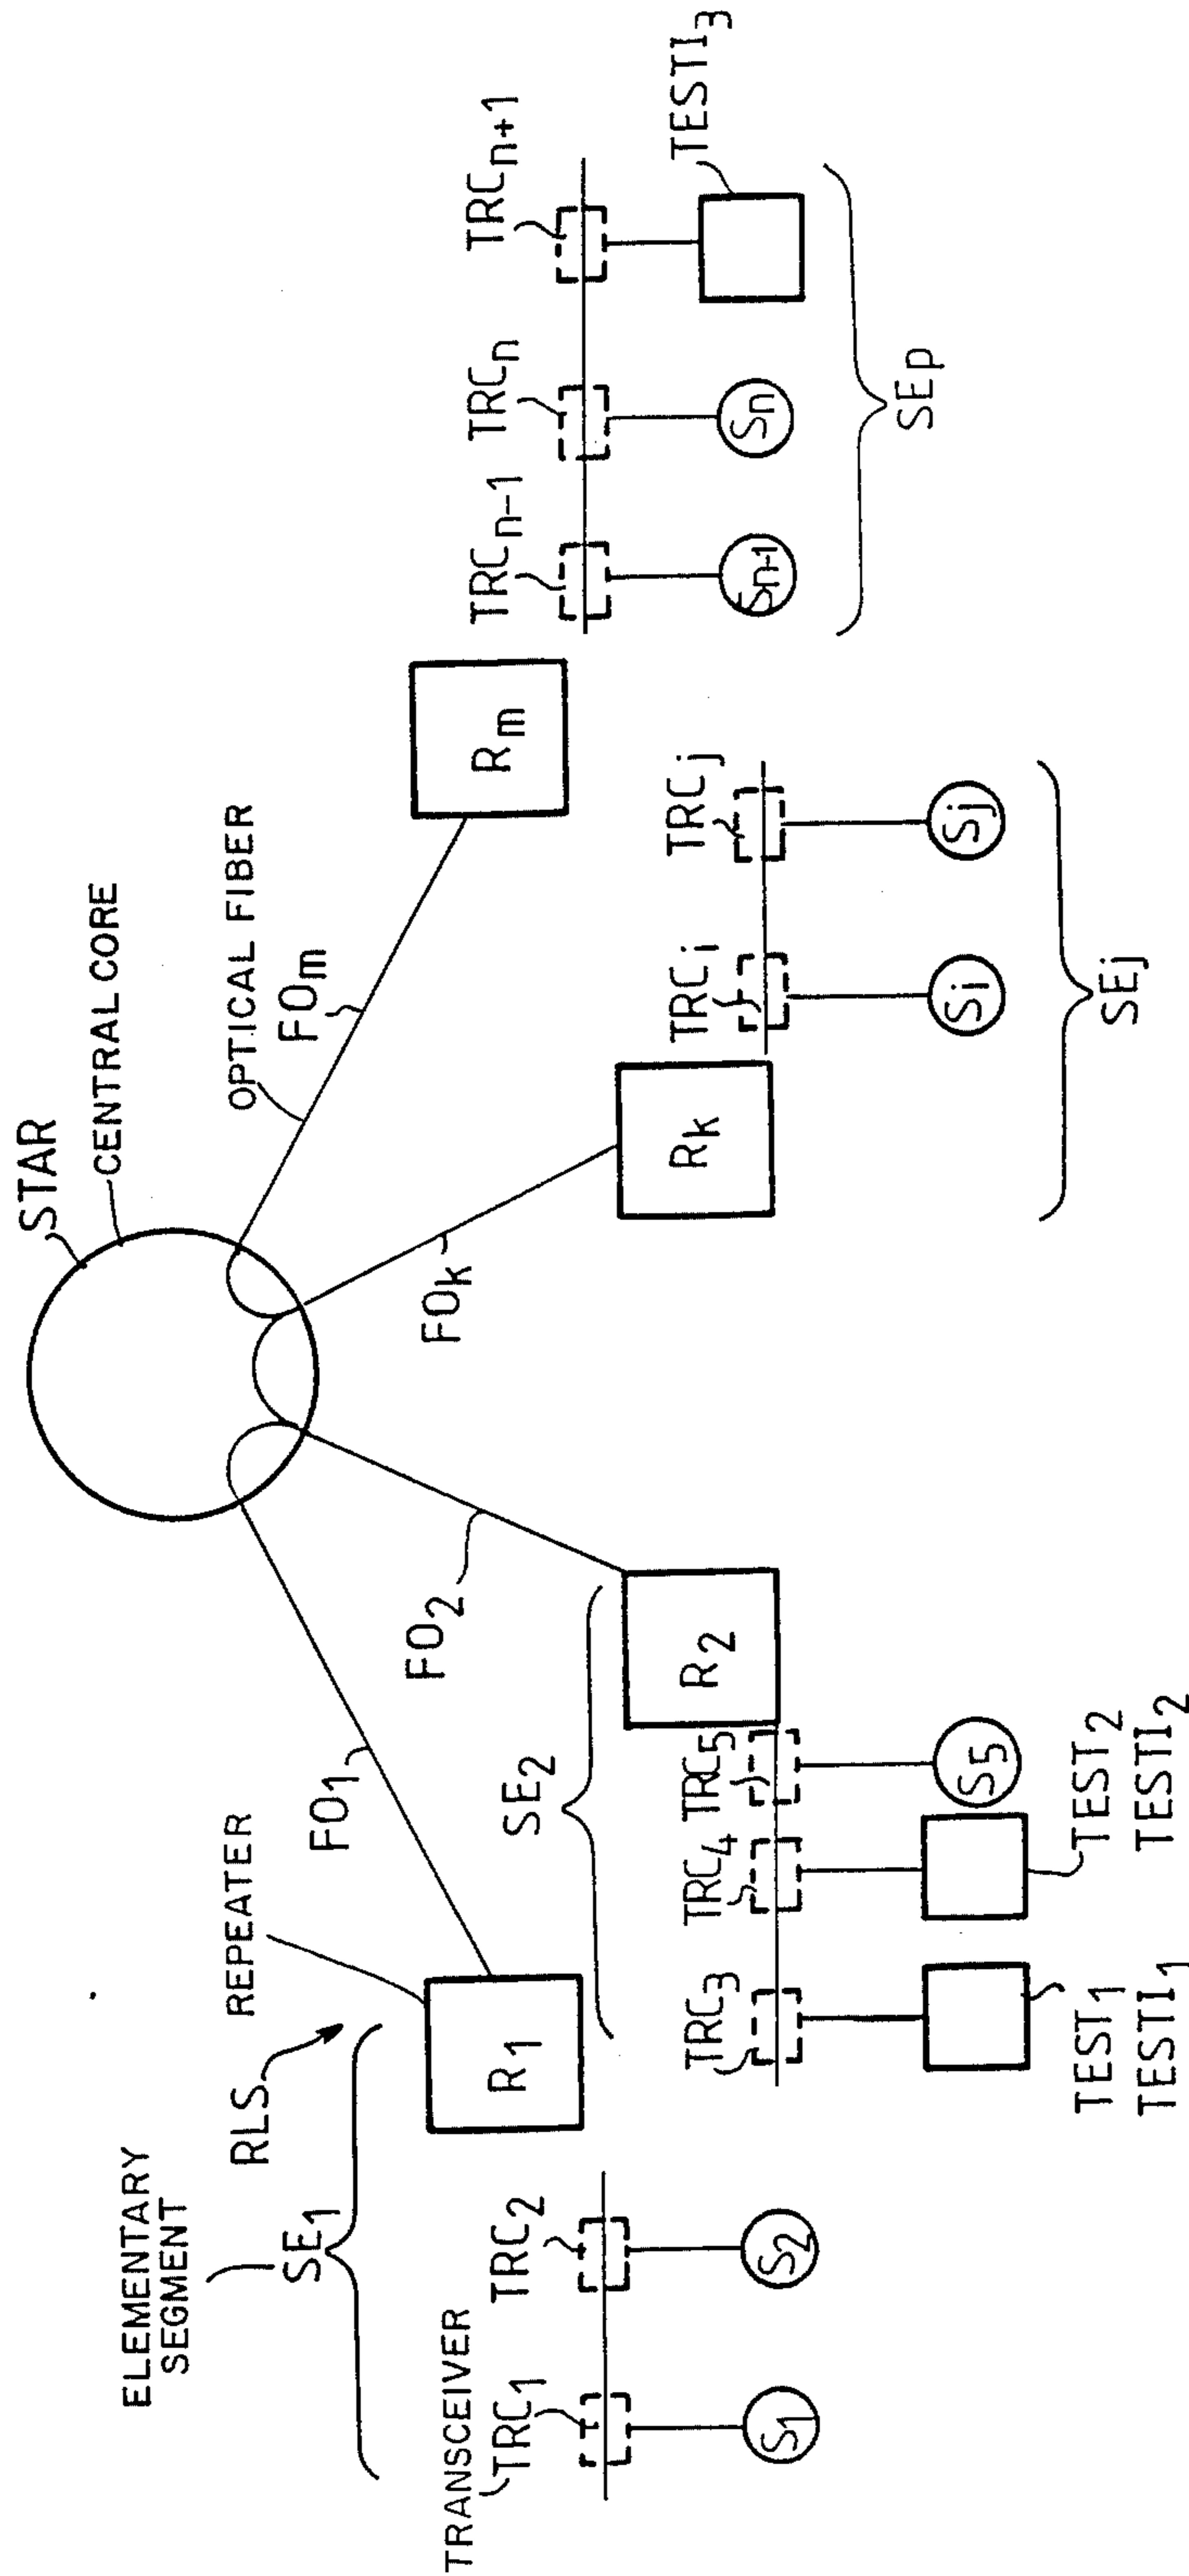 STAR
CENTRAL CORE
OPTICAL FIBER
FOₘ
FO₁
FO₂
FOₖ
REPEATER
RLS
ELEMENTARY
SEGMENT
SE₁
SE₂
R₁
R₂
Rₖ
Rₘ
TRANSCEIVER
TRC₁
TRC₂
S₁
S₂
TRC₃
TRC₄
TRC₅
S₅
TEST₁
TESTI₁
TEST₂
TESTI₂
TRCᵢ
TRCⱼ
Sᵢ
Sⱼ
SEⱼ
TRCₙ₋₁
TRCₙ
TRCₙ₊₁
Sₙ₋₁
Sₙ
TESTI₃
SEₚ